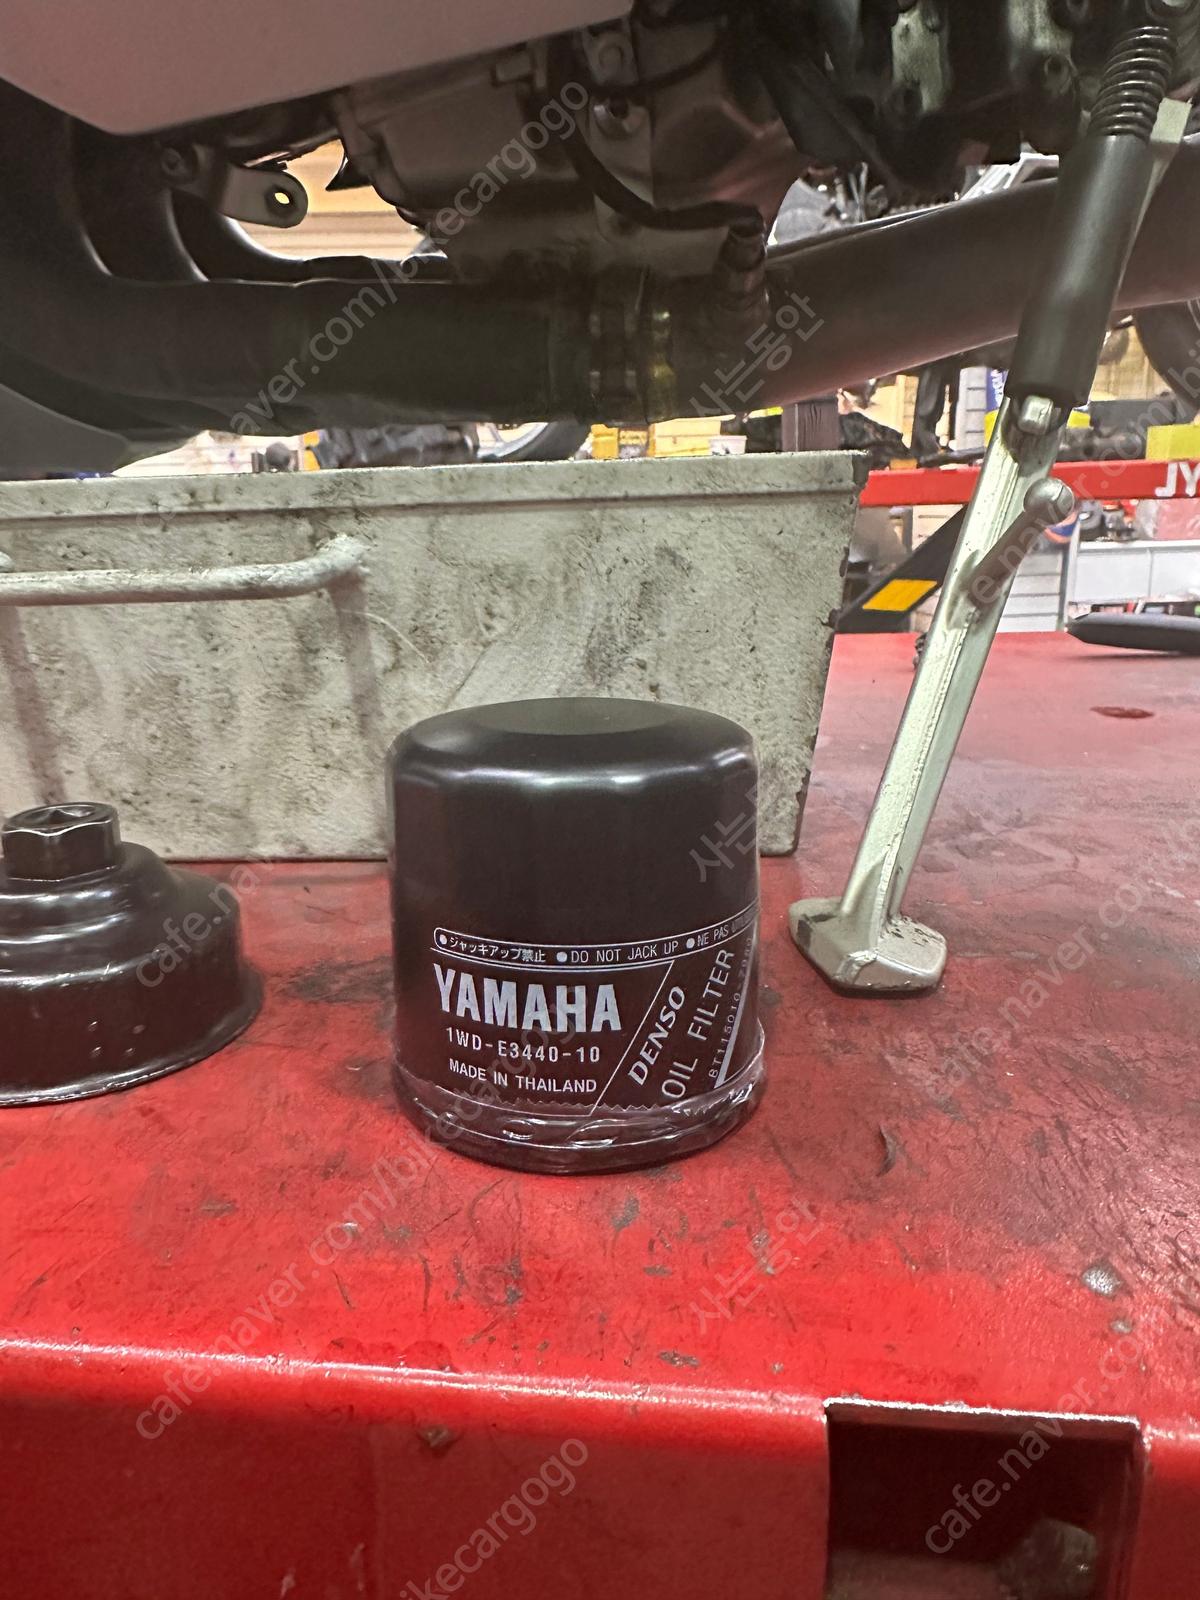 JY
ジャッキアップ禁止 ●DO NOT JACK UP ●NE PAS
YAMAHA
1WD-E3440-10
MADE IN THAILAND
DENSO
OIL FILTER
cafe.naver.com/bikecargogo
사는동안